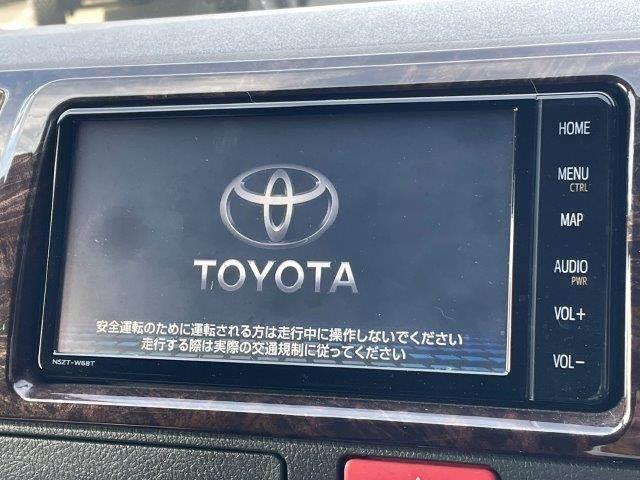 TOYOTA
安全運転のために運転される方は走行中に操作しないでください
走行する際は実際の交通規制に従ってください
NSZT-W68T
HOME
MENU
CTRL
MAP
AUDIO
PWR
VOL+
VOL-